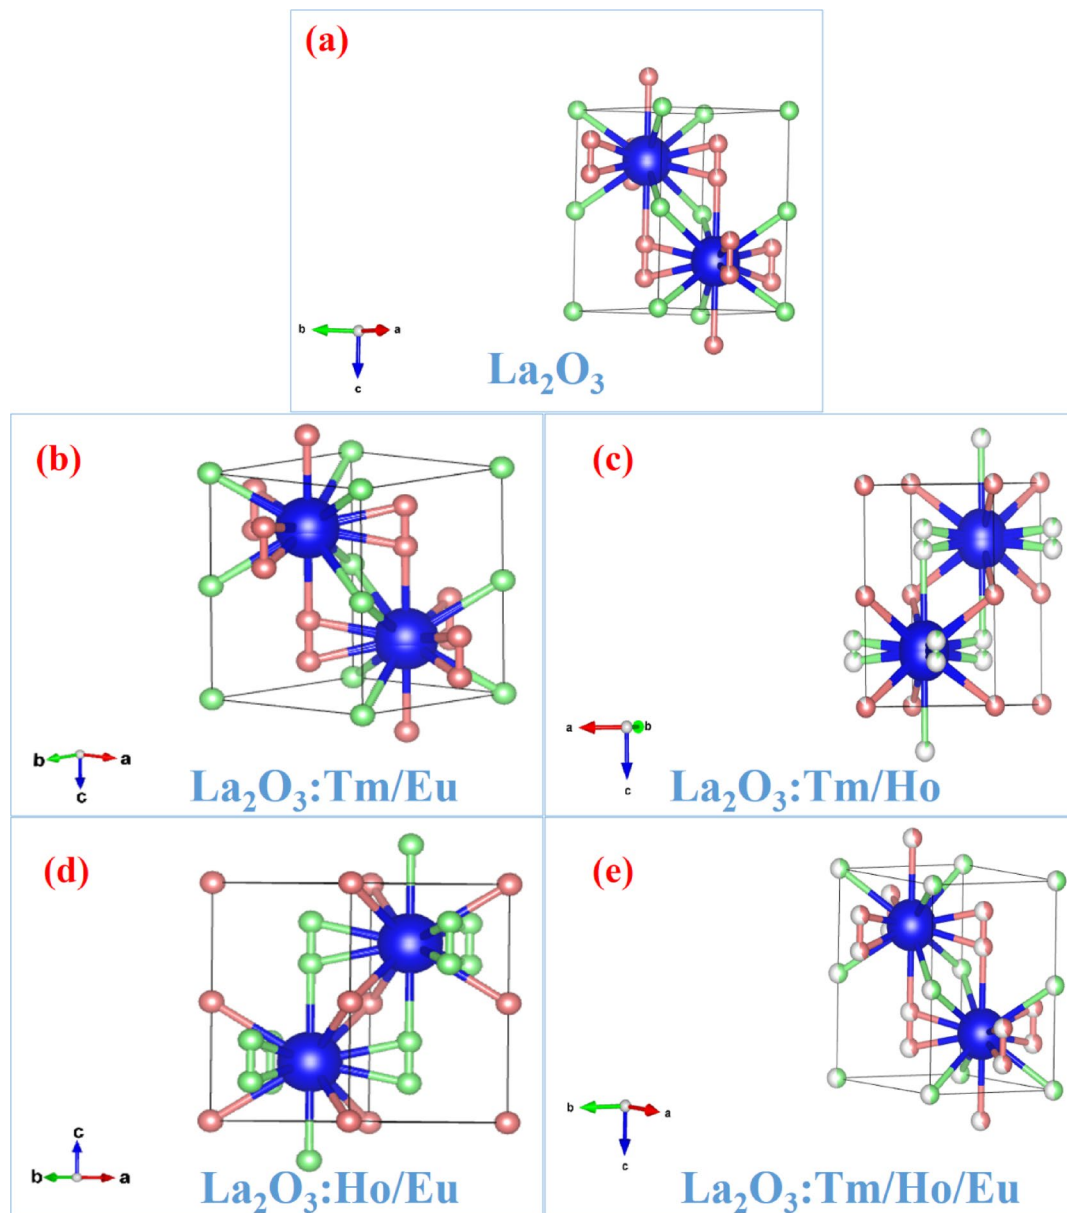 (a)
b
a
c
La₂O₃
(b)
b
a
c
La₂O₃:Tm/Eu
(c)
a
b
c
La₂O₃:Tm/Ho
(d)
c
b
a
La₂O₃:Ho/Eu
(e)
b
a
c
La₂O₃:Tm/Ho/Eu